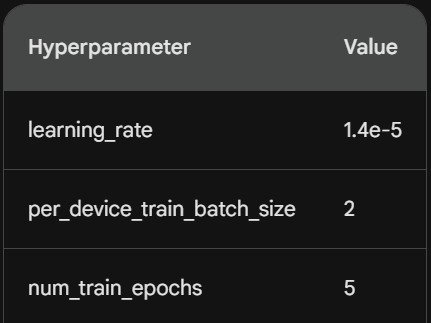 Hyperparameter Value
learning_rate 1.4e-5
per_device_train_batch_size 2
num_train_epochs 5